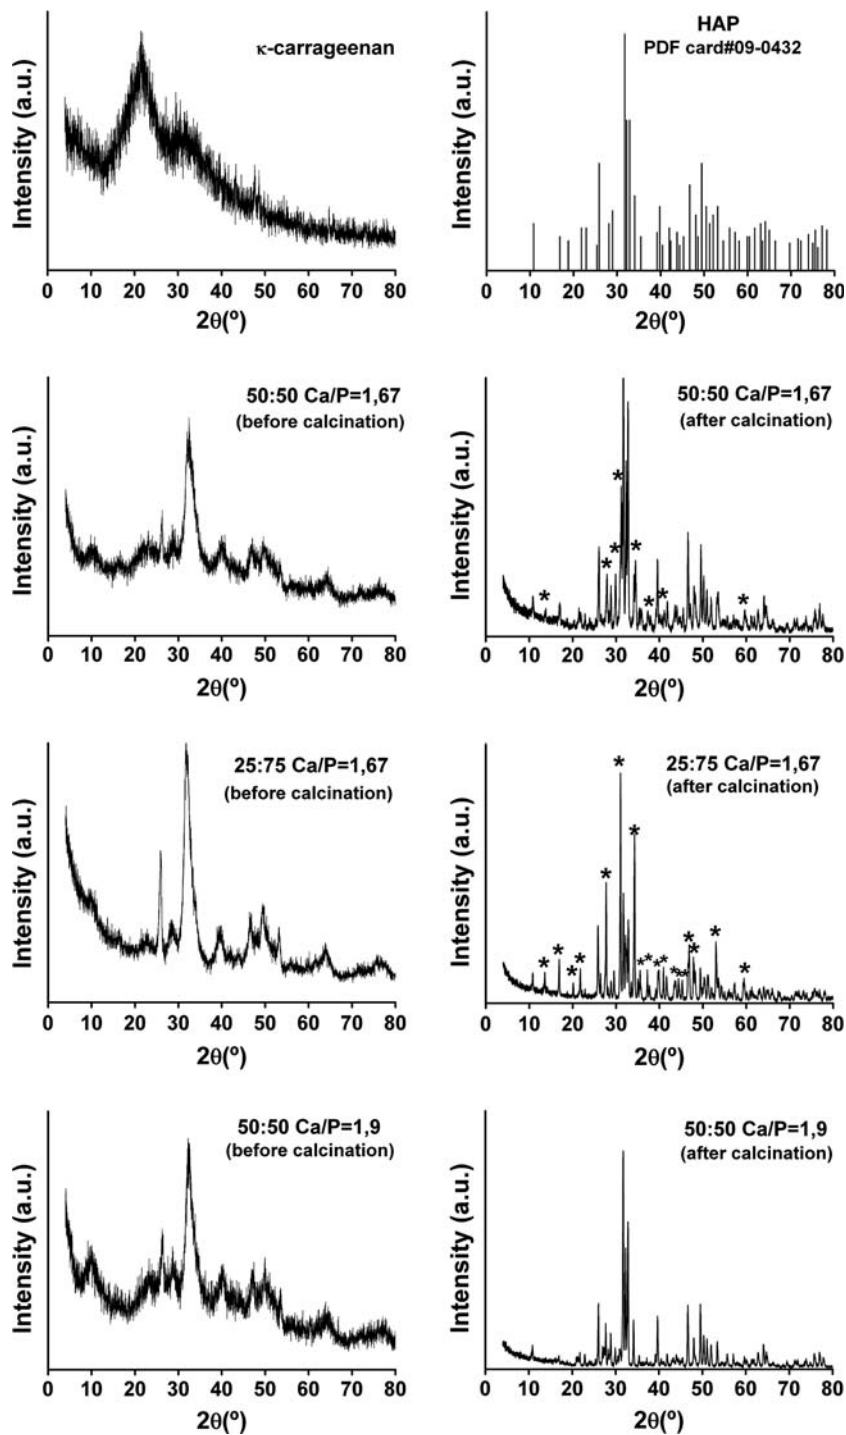 κ-carrageenan
Intensity (a.u.)
0 10 20 30 40 50 60 70 80
2θ(º)
HAP
PDF card#09-0432
Intensity (a.u.)
0 10 20 30 40 50 60 70 80
2θ(º)
50:50 Ca/P=1,67
(before calcination)
Intensity (a.u.)
0 10 20 30 40 50 60 70 80
2θ(º)
50:50 Ca/P=1,67
(after calcination)
* * * * * * * *
Intensity (a.u.)
0 10 20 30 40 50 60 70 80
2θ(º)
25:75 Ca/P=1,67
(before calcination)
Intensity (a.u.)
0 10 20 30 40 50 60 70 80
2θ(º)
25:75 Ca/P=1,67
(after calcination)
* * * * * * * * * * * * * * * * * *
Intensity (a.u.)
0 10 20 30 40 50 60 70 80
2θ(º)
50:50 Ca/P=1,9
(before calcination)
Intensity (a.u.)
0 10 20 30 40 50 60 70 80
2θ(º)
50:50 Ca/P=1,9
(after calcination)
Intensity (a.u.)
0 10 20 30 40 50 60 70 80
2θ(º)